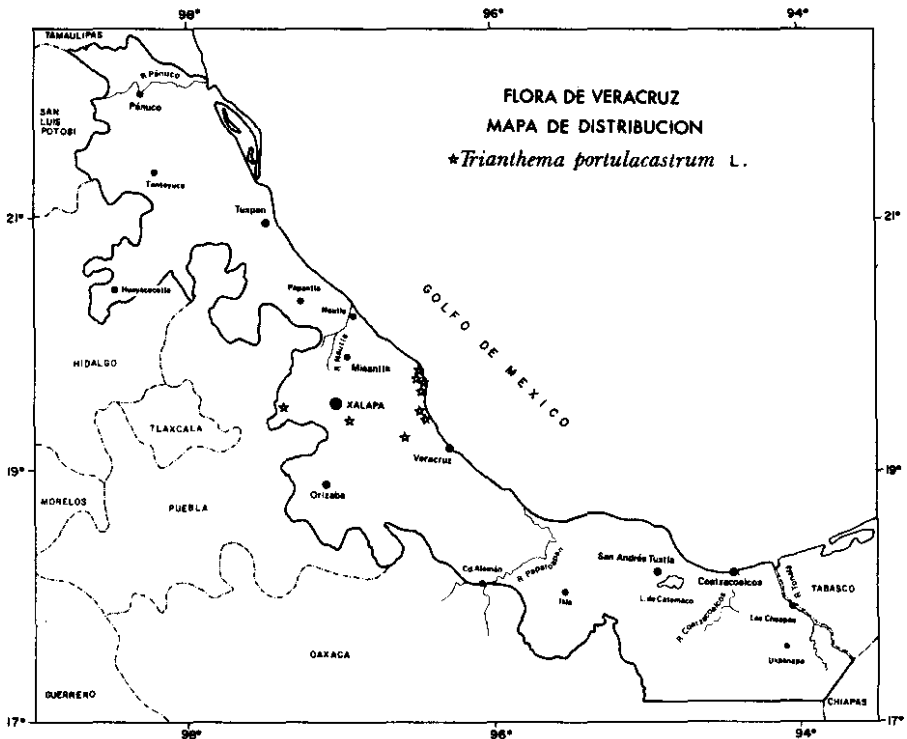 98°
96°
94°
TAMAULIPAS
R. Pánuco
Pánuco
SAN
LUIS
POTOSI
FLORA DE VERACRUZ
MAPA DE DISTRIBUCION
★Trianthema portulacastrum L.
Tantoyuca
21°
21°
Tuxpan
Huayacocotla
Papantla
Nautla
GOLFO DE MEXICO
R. Nautla
Misantla
HIDALGO
XALAPA
TLAXCALA
Veracruz
19°
19°
Orizaba
MORELOS
PUEBLA
San Andrés Tuxtla
Cd. Alemán
R. Papaloapan
Coatzacoalcos
R. Tonalá
TABASCO
L. de Catemaco
Isla
R. Coatzacoalcos
Las Choapas
Uxpanapa
OAXACA
GUERRERO
CHIAPAS
17°
17°
98°
96°
94°